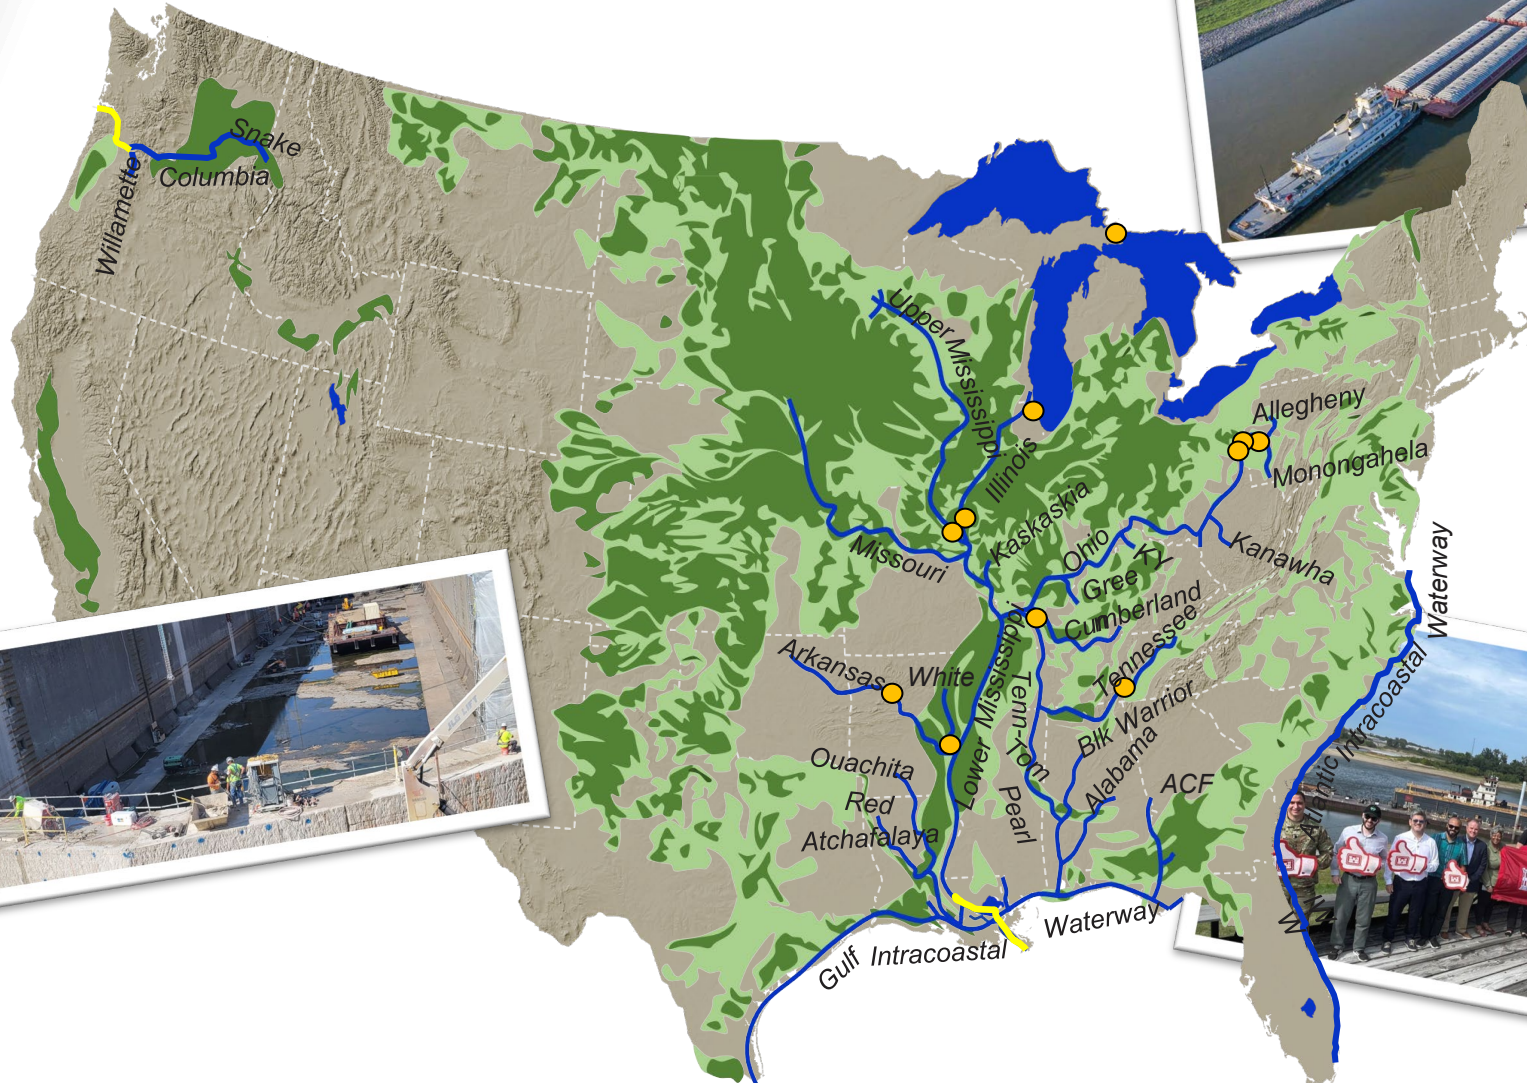 Snake
Columbia
Willamette
Upper Mississippi
Illinois
Allegheny
Monongahela
Kaskaskia
Missouri
Ohio
Kanawha
Gree
Ky
Cumberland
Tennessee
Arkansas
White
Lower Mississippi
Tenn-Tom
Blk Warrior
Alabama
ACF
Ouachita
Red
Atchafalaya
Pearl
Gulf
Intracoastal
Waterway
Atlantic Intracoastal
Waterway
W